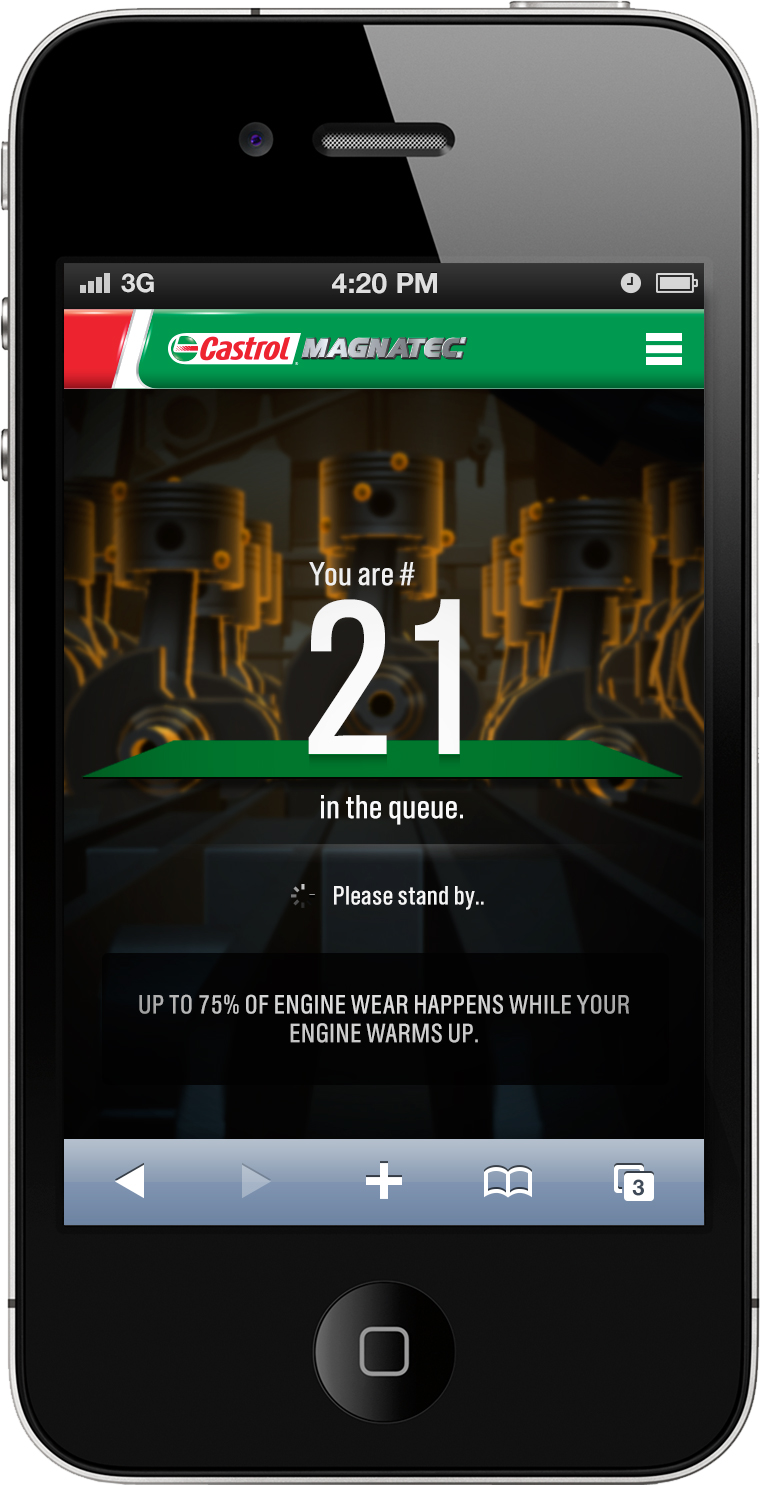 3G 4:20 PM
Castrol MAGNATEC
You are #
21
in the queue.
Please stand by..
UP TO 75% OF ENGINE WEAR HAPPENS WHILE YOUR
ENGINE WARMS UP.
3